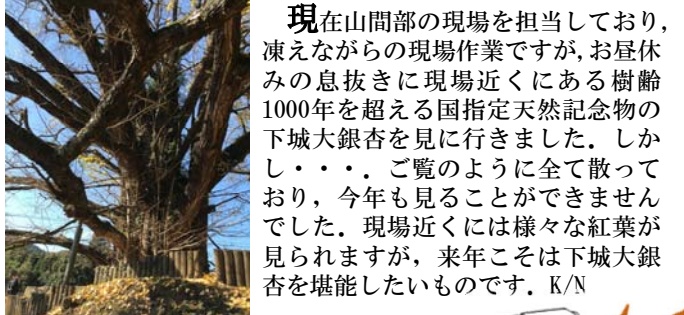 現在山間部の現場を担当しており,
凍えながらの現場作業ですが,お昼休
みの息抜きに現場近くにある樹齢
1000年を超える国指定天然記念物の
下城大銀杏を見に行きました．しか
し・・・．ご覧のように全て散って
おり，今年も見ることができません
でした．現場近くには様々な紅葉が
見られますが，来年こそは下城大銀
杏を堪能したいものです．K/N